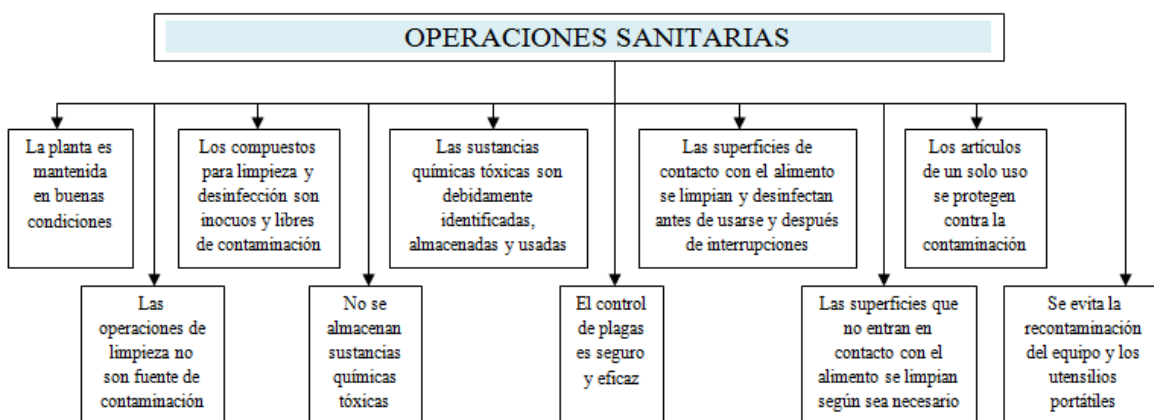 OPERACIONES SANITARIAS
La planta es
mantenida
en buenas
condiciones
Los compuestos
para limpieza y
desinfección son
inocuos y libres
de contaminación
Las sustancias
químicas tóxicas son
debidamente
identificadas,
almacenadas y usadas
Las superficies de
contacto con el alimento
se limpian y desinfectan
antes de usarse y después
de interrupciones
Los artículos
de un solo uso
se protegen
contra la
contaminación
Las
operaciones de
limpieza no
son fuente de
contaminación
No se
almacenan
sustancias
químicas
tóxicas
El control
de plagas
es seguro
y eficaz
Las superficies que
no entran en
contacto con el
alimento se limpian
según sea necesario
Se evita la
recontaminación
del equipo y los
utensilios
portátiles